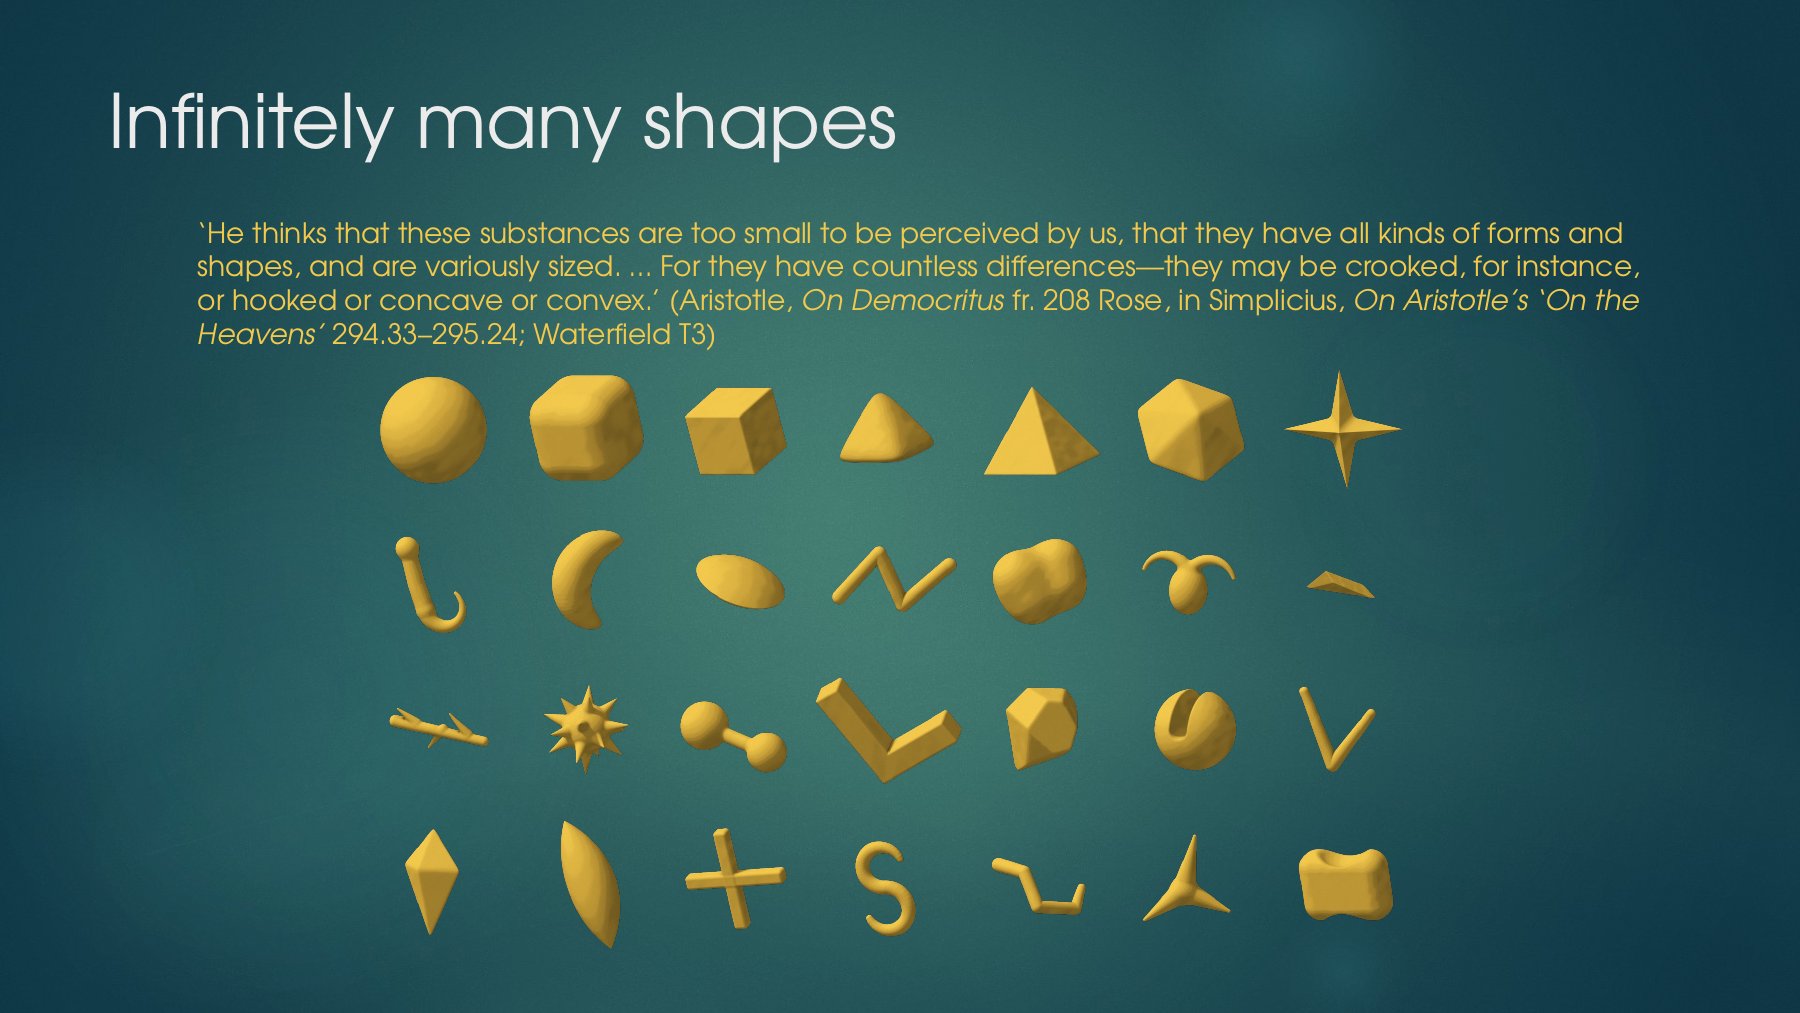 Infinitely many shapes
‘He thinks that these substances are too small to be perceived by us, that they have all kinds of forms and
shapes, and are variously sized. ... For they have countless differences—they may be crooked, for instance,
or hooked or concave or convex.’ (Aristotle, On Democritus fr. 208 Rose, in Simplicius, On Aristotle’s ‘On the
Heavens’ 294.33–295.24; Waterfield T3)